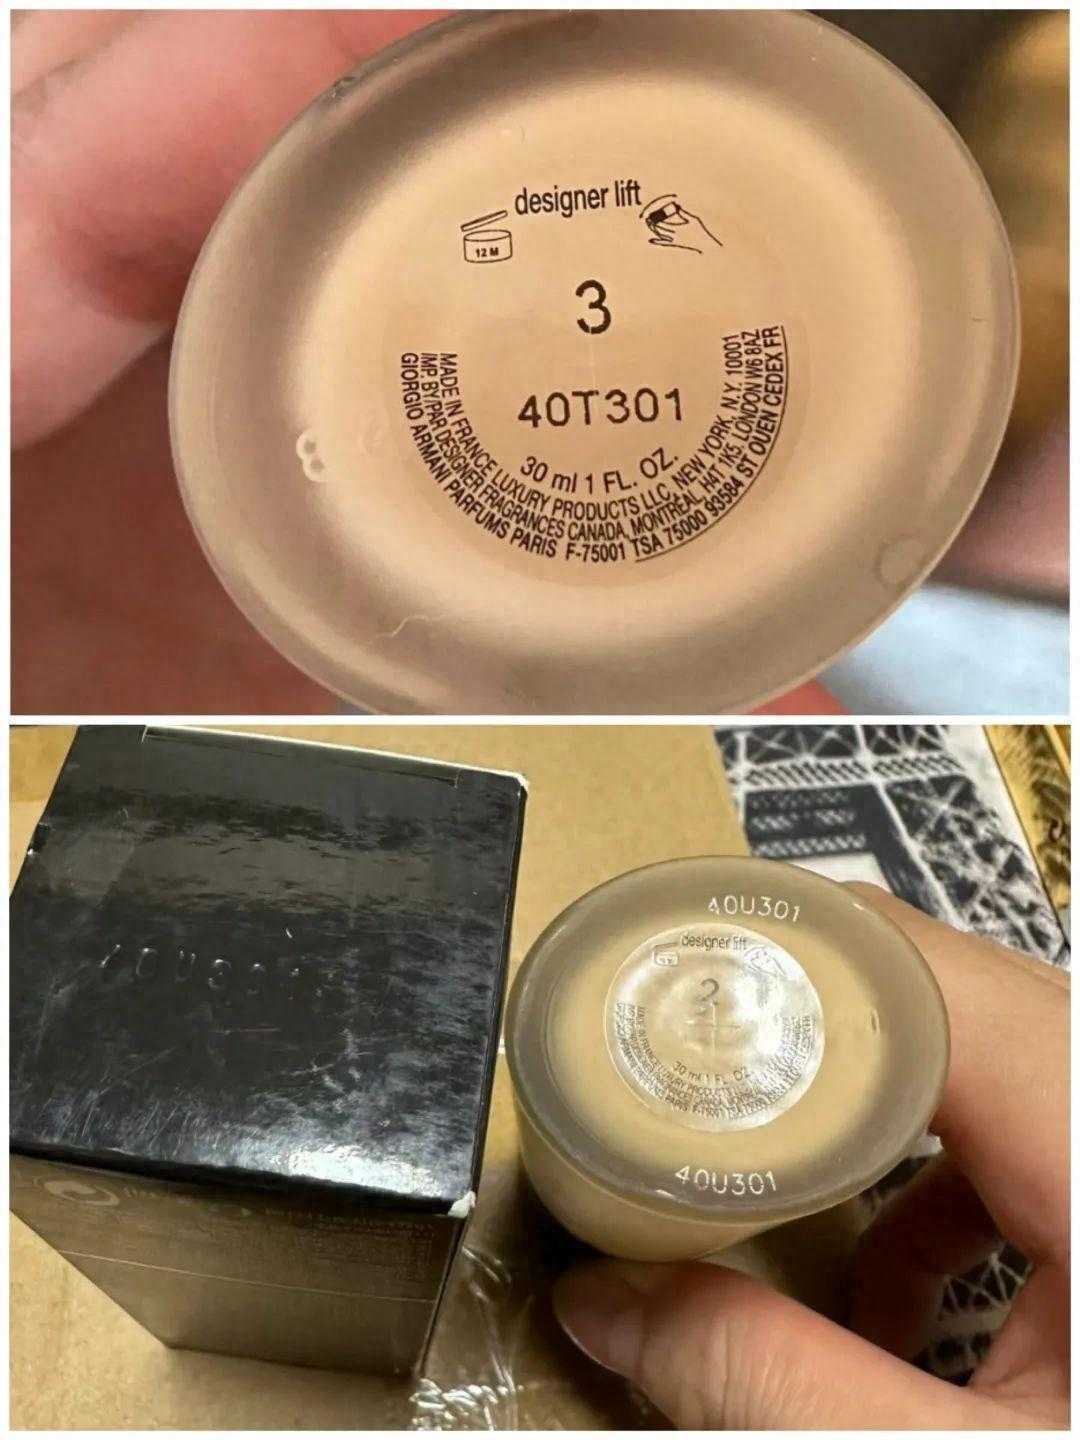 designer lift
12 M
3
40T301
30 ml 1 FL. OZ.
MADE IN FRANCE LUXURY PRODUCTS LLC, NEW YORK, N.Y. 10001
IMP. BY/PAR DESIGNER FRAGRANCES CANADA, MONTRÉAL, H4T 1K5. LONDON W6 8AZ
GIORGIO ARMANI PARFUMS PARIS F-75001 TSA 75000 93584 ST OUEN CEDEX FR
40U301
designer lift
2
30 ml 1 FL. OZ.
40U301